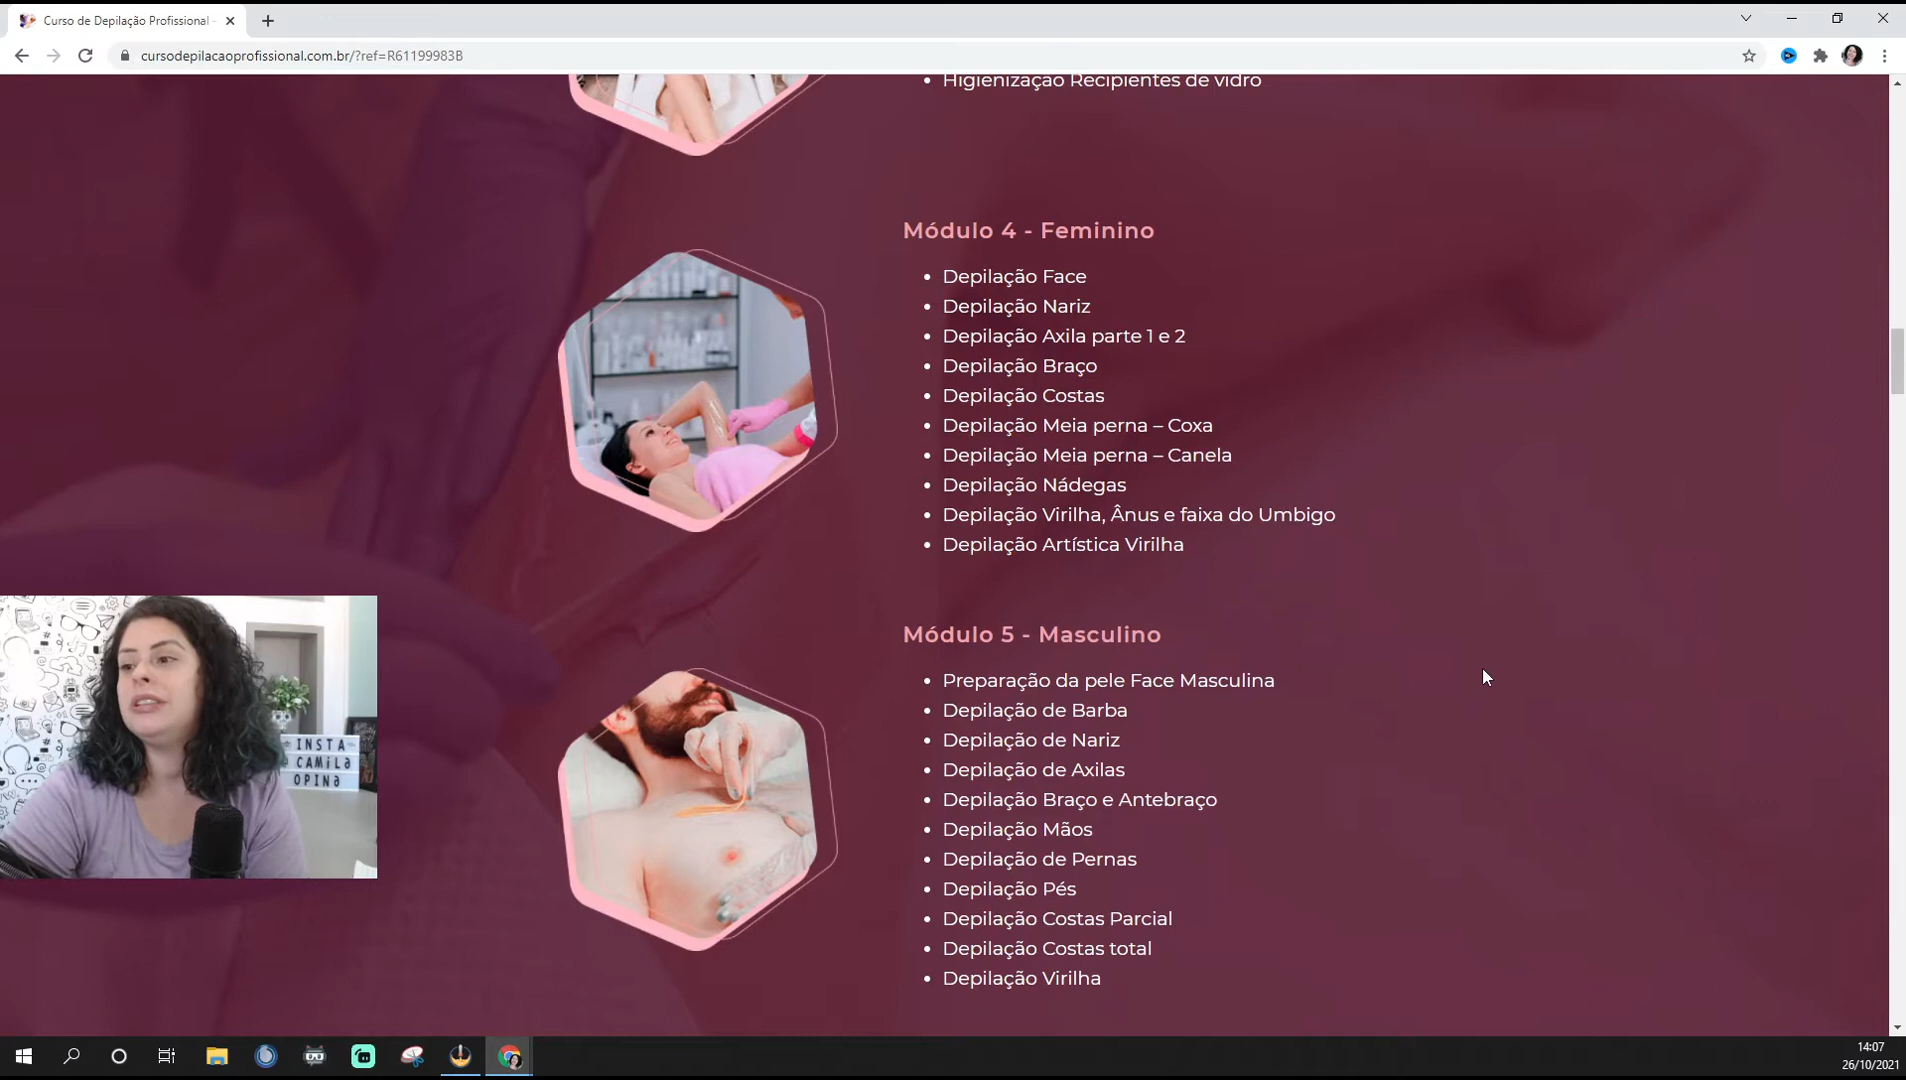 Curso de Depilação Profissional -
cursodepilacaoprofissional.com.br/?ref=R61199983B
Higienização Recipientes de vidro
Módulo 4 - Feminino
Depilação Face
Depilação Nariz
Depilação Axila parte 1 e 2
Depilação Braço
Depilação Costas
Depilação Meia perna – Coxa
Depilação Meia perna – Canela
Depilação Nádegas
Depilação Virilha, Ânus e faixa do Umbigo
Depilação Artística Virilha
Módulo 5 - Masculino
Preparação da pele Face Masculina
Depilação de Barba
Depilação de Nariz
Depilação de Axilas
Depilação Braço e Antebraço
Depilação Mãos
Depilação de Pernas
Depilação Pés
Depilação Costas Parcial
Depilação Costas total
Depilação Virilha
INSTA
@ CAMILA
OPINA
14:07
26/10/2021